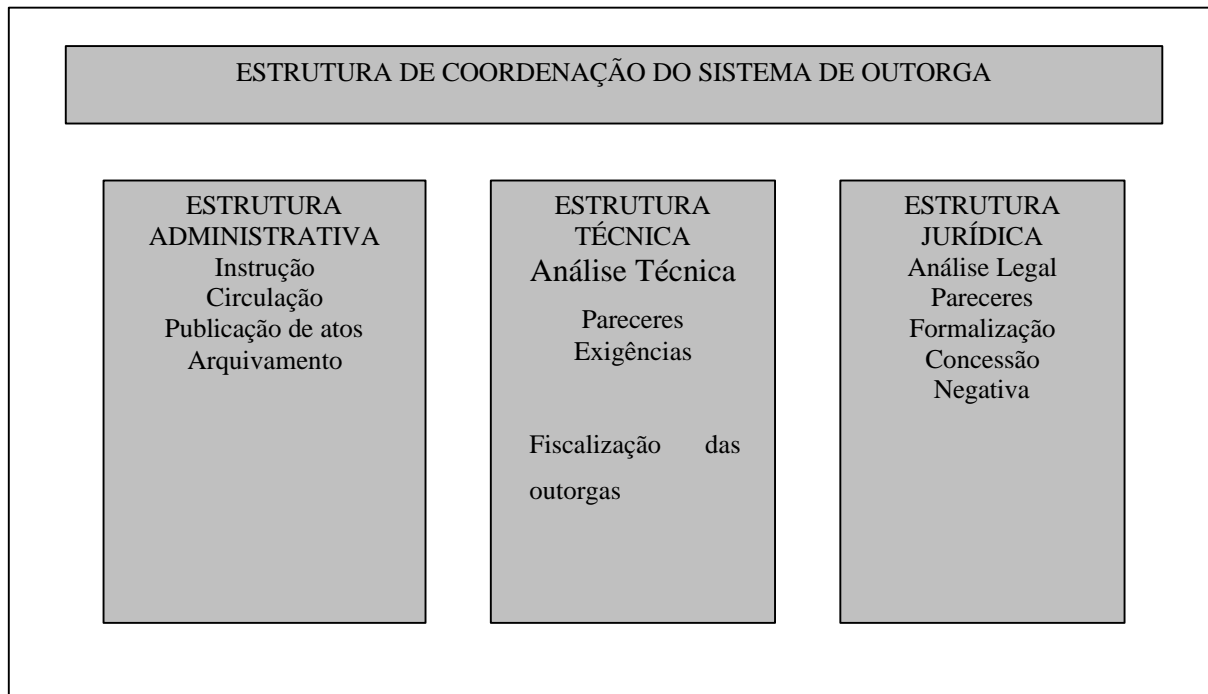 ESTRUTURA DE COORDENAÇÃO DO SISTEMA DE OUTORGA
ESTRUTURA
ADMINISTRATIVA
Instrução
Circulação
Publicação de atos
Arquivamento
ESTRUTURA
TÉCNICA
Análise Técnica
Pareceres
Exigências
Fiscalização das
outorgas
ESTRUTURA
JURÍDICA
Análise Legal
Pareceres
Formalização
Concessão
Negativa